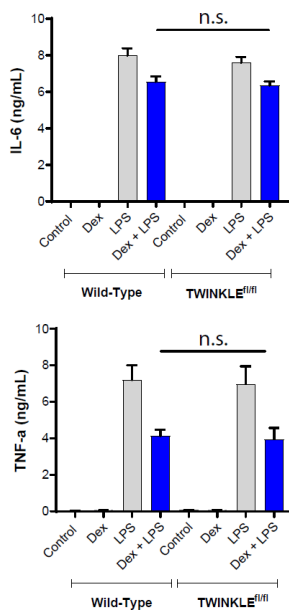 n.s.
IL-6 (ng/mL)
10
8
6
4
2
0
Control
Dex
LPS
Dex + LPS
Control
Dex
LPS
Dex + LPS
Wild-Type
TWINKLEfl/fl
n.s.
TNF-a (ng/mL)
10
8
6
4
2
0
Control
Dex
LPS
Dex + LPS
Control
Dex
LPS
Dex + LPS
Wild-Type
TWINKLEfl/fl